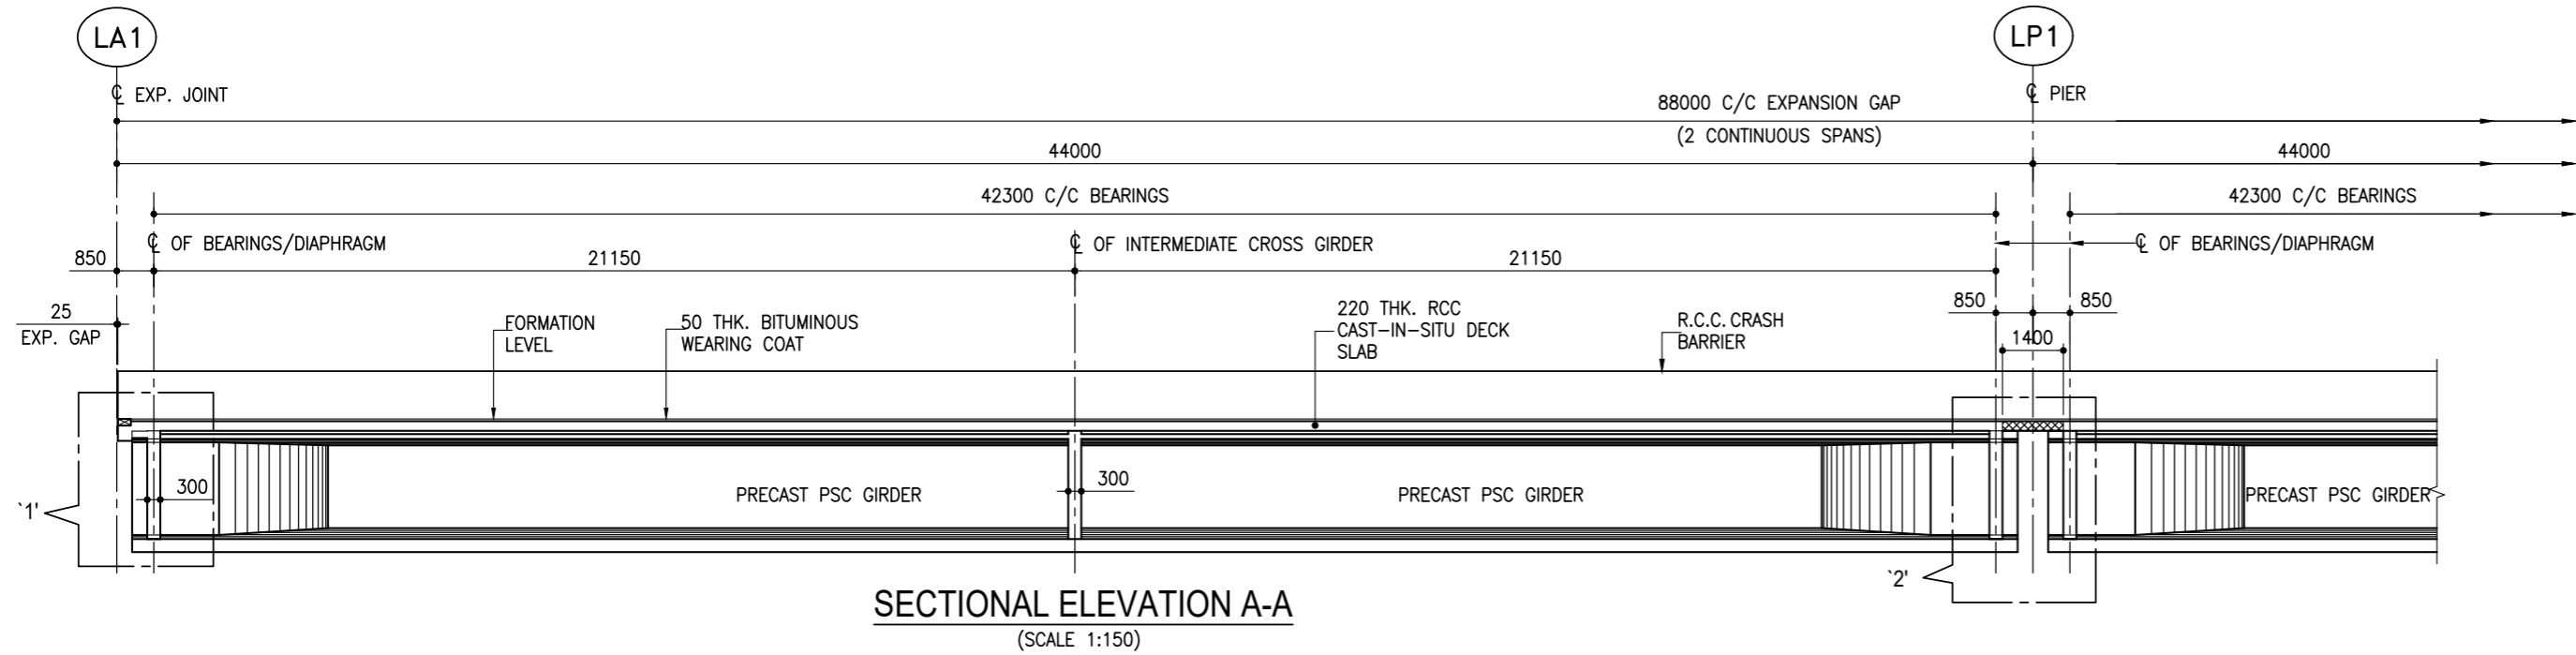 LA1
LP1
℄ EXP. JOINT
℄ PIER
88000 C/C EXPANSION GAP
(2 CONTINUOUS SPANS)
44000
44000
42300 C/C BEARINGS
42300 C/C BEARINGS
℄ OF BEARINGS/DIAPHRAGM
℄ OF INTERMEDIATE CROSS GIRDER
℄ OF BEARINGS/DIAPHRAGM
850
21150
21150
850
850
25
EXP. GAP
FORMATION
LEVEL
50 THK. BITUMINOUS
WEARING COAT
220 THK. RCC
CAST-IN-SITU DECK
SLAB
R.C.C. CRASH
BARRIER
1400
300
300
PRECAST PSC GIRDER
PRECAST PSC GIRDER
PRECAST PSC GIRDER
`1'
`2'
SECTIONAL ELEVATION A-A
(SCALE 1:150)